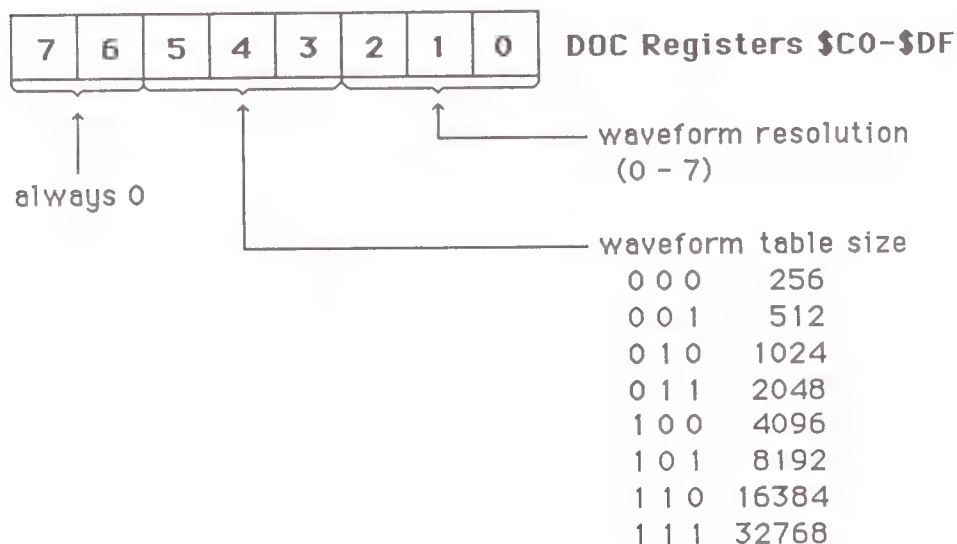 7 6 5 4 3 2 1 0 DOC Registers $C0-$DF
waveform resolution
(0 - 7)
always 0
waveform table size
0 0 0 256
0 0 1 512
0 1 0 1024
0 1 1 2048
1 0 0 4096
1 0 1 8192
1 1 0 16384
1 1 1 32768